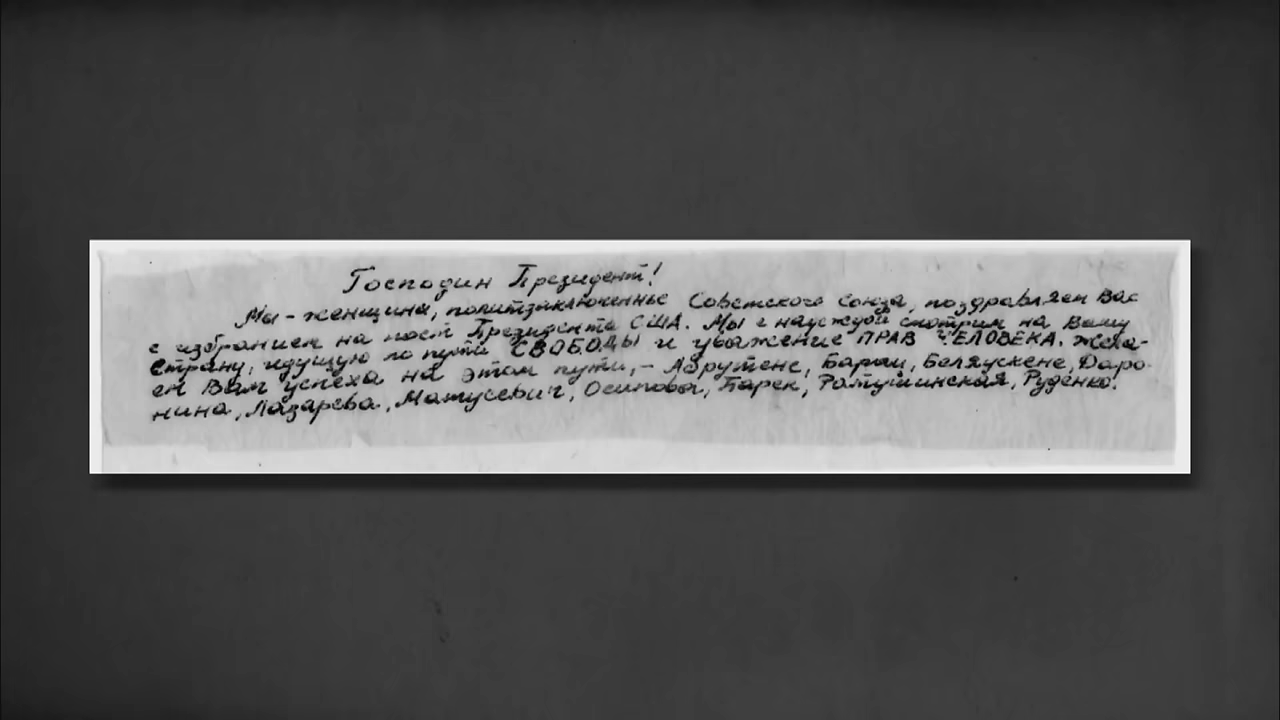 Господин Президент!
Мы - женщины, политзаключенные Советского Союза, поздравляем Вас
с избранием на пост Президента США. Мы с надеждой смотрим на Вашу
страну, идущую по пути СВОБОДЫ и уважение ПРАВ ЧЕЛОВЕКА. Жела-
ем Вам успеха на этом пути, - Абрутене, Барац, Беляускене, Даро-
нина, Лазарева, Матусевич, Осипова, Парек, Ратушинская, Руденко.